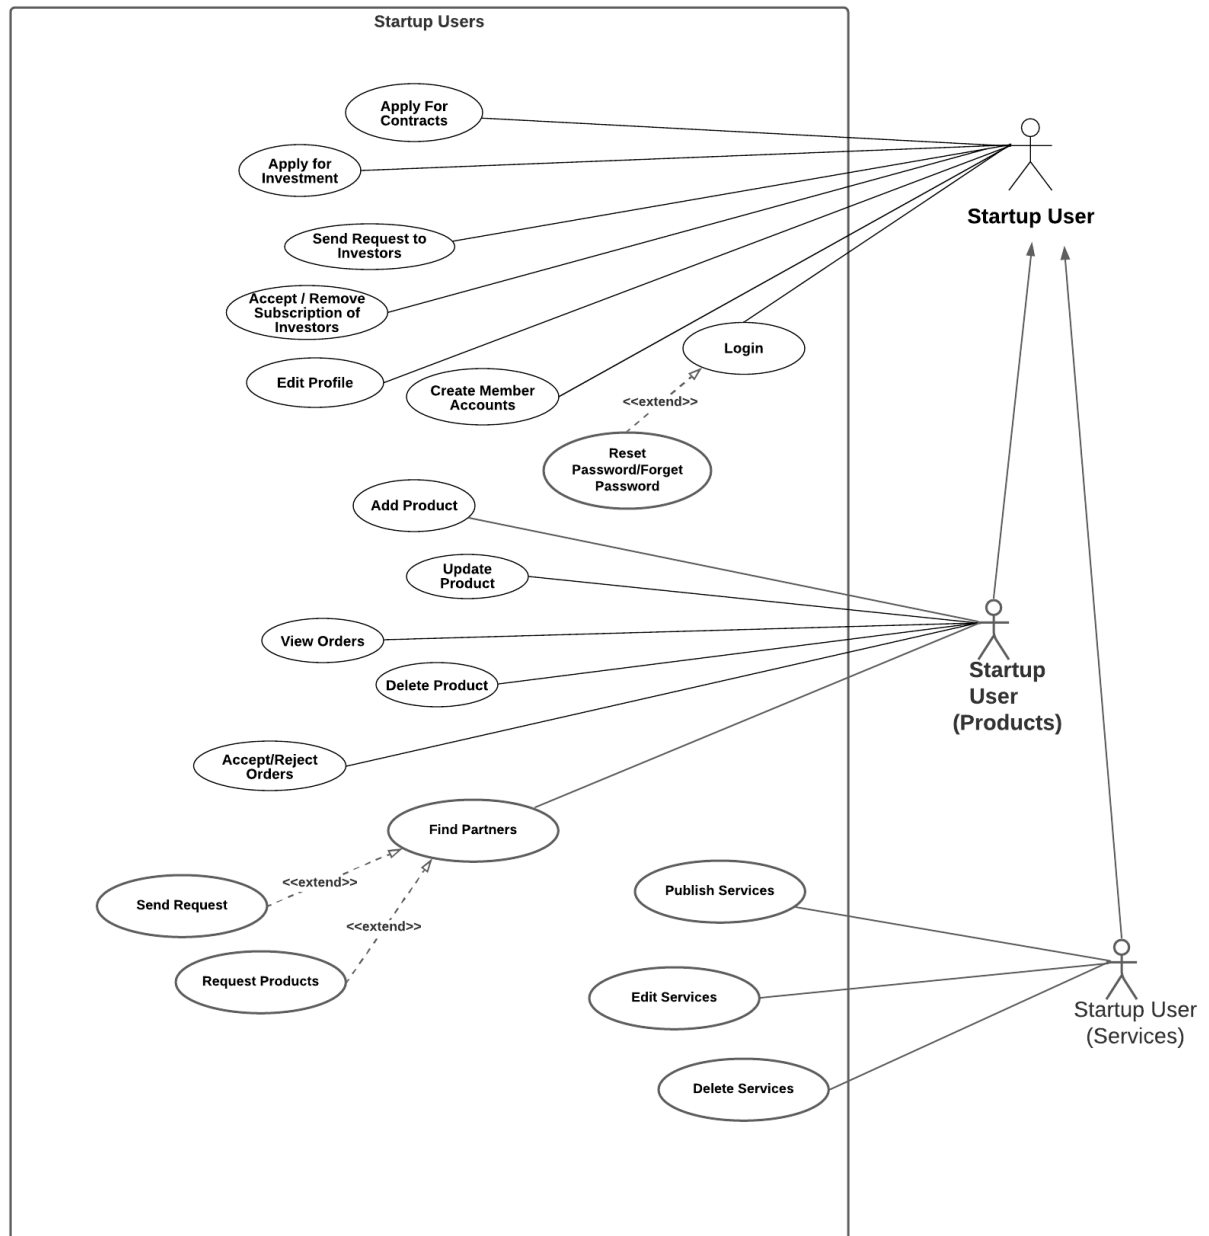 Startup Users
Apply For
Contracts
Apply for
Investment
Startup User
Send Request to
Investors
Accept / Remove
Subscription of
Investors
Login
Edit Profile
Create Member
Accounts
<<extend>>
Reset
Password/Forget
Password
Add Product
Update
Product
View Orders
Delete Product
Startup
User
(Products)
Accept/Reject
Orders
Find Partners
<<extend>>
Send Request
<<extend>>
Request Products
Publish Services
Edit Services
Startup User
(Services)
Delete Services